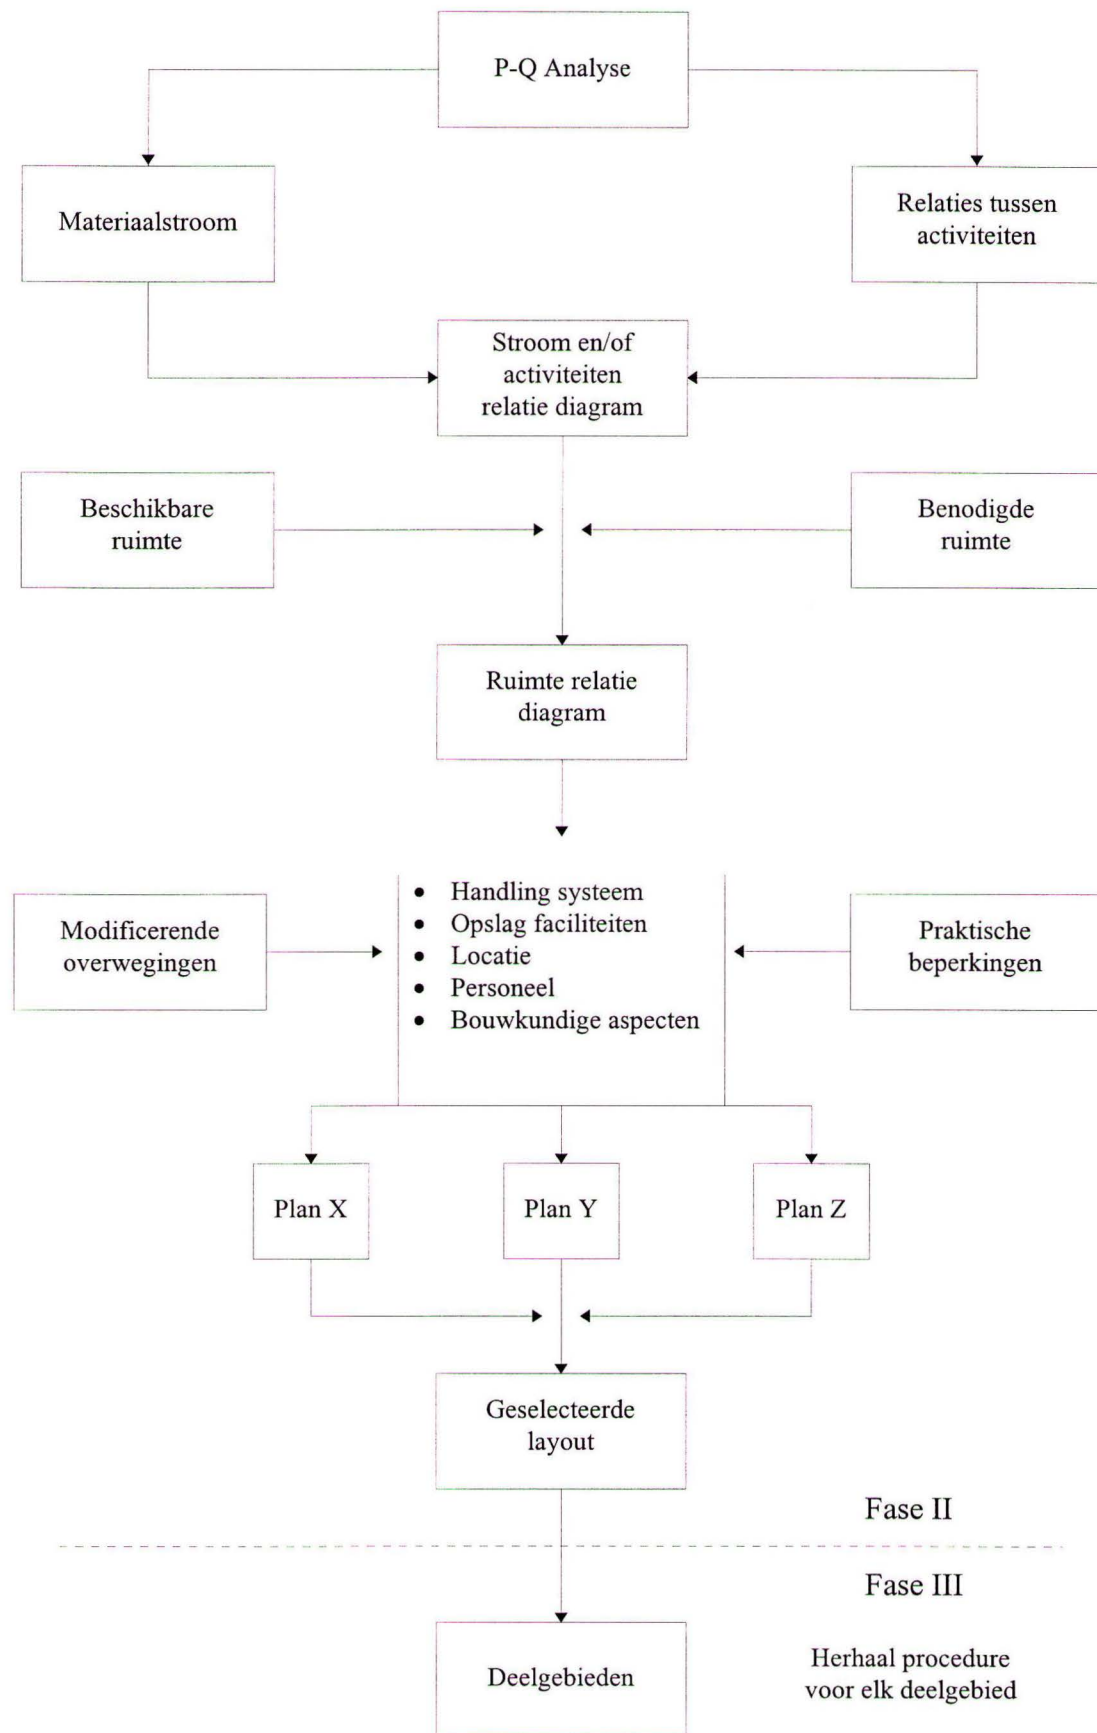 P-Q Analyse
Materiaalstroom
Relaties tussen
activiteiten
Stroom en/of
activiteiten
relatie diagram
Beschikbare
ruimte
Benodigde
ruimte
Ruimte relatie
diagram
Modificerende
overwegingen
• Handling systeem
• Opslag faciliteiten
• Locatie
• Personeel
• Bouwkundige aspecten
Praktische
beperkingen
Plan X
Plan Y
Plan Z
Geselecteerde
layout
Fase II
Fase III
Deelgebieden
Herhaal procedure
voor elk deelgebied